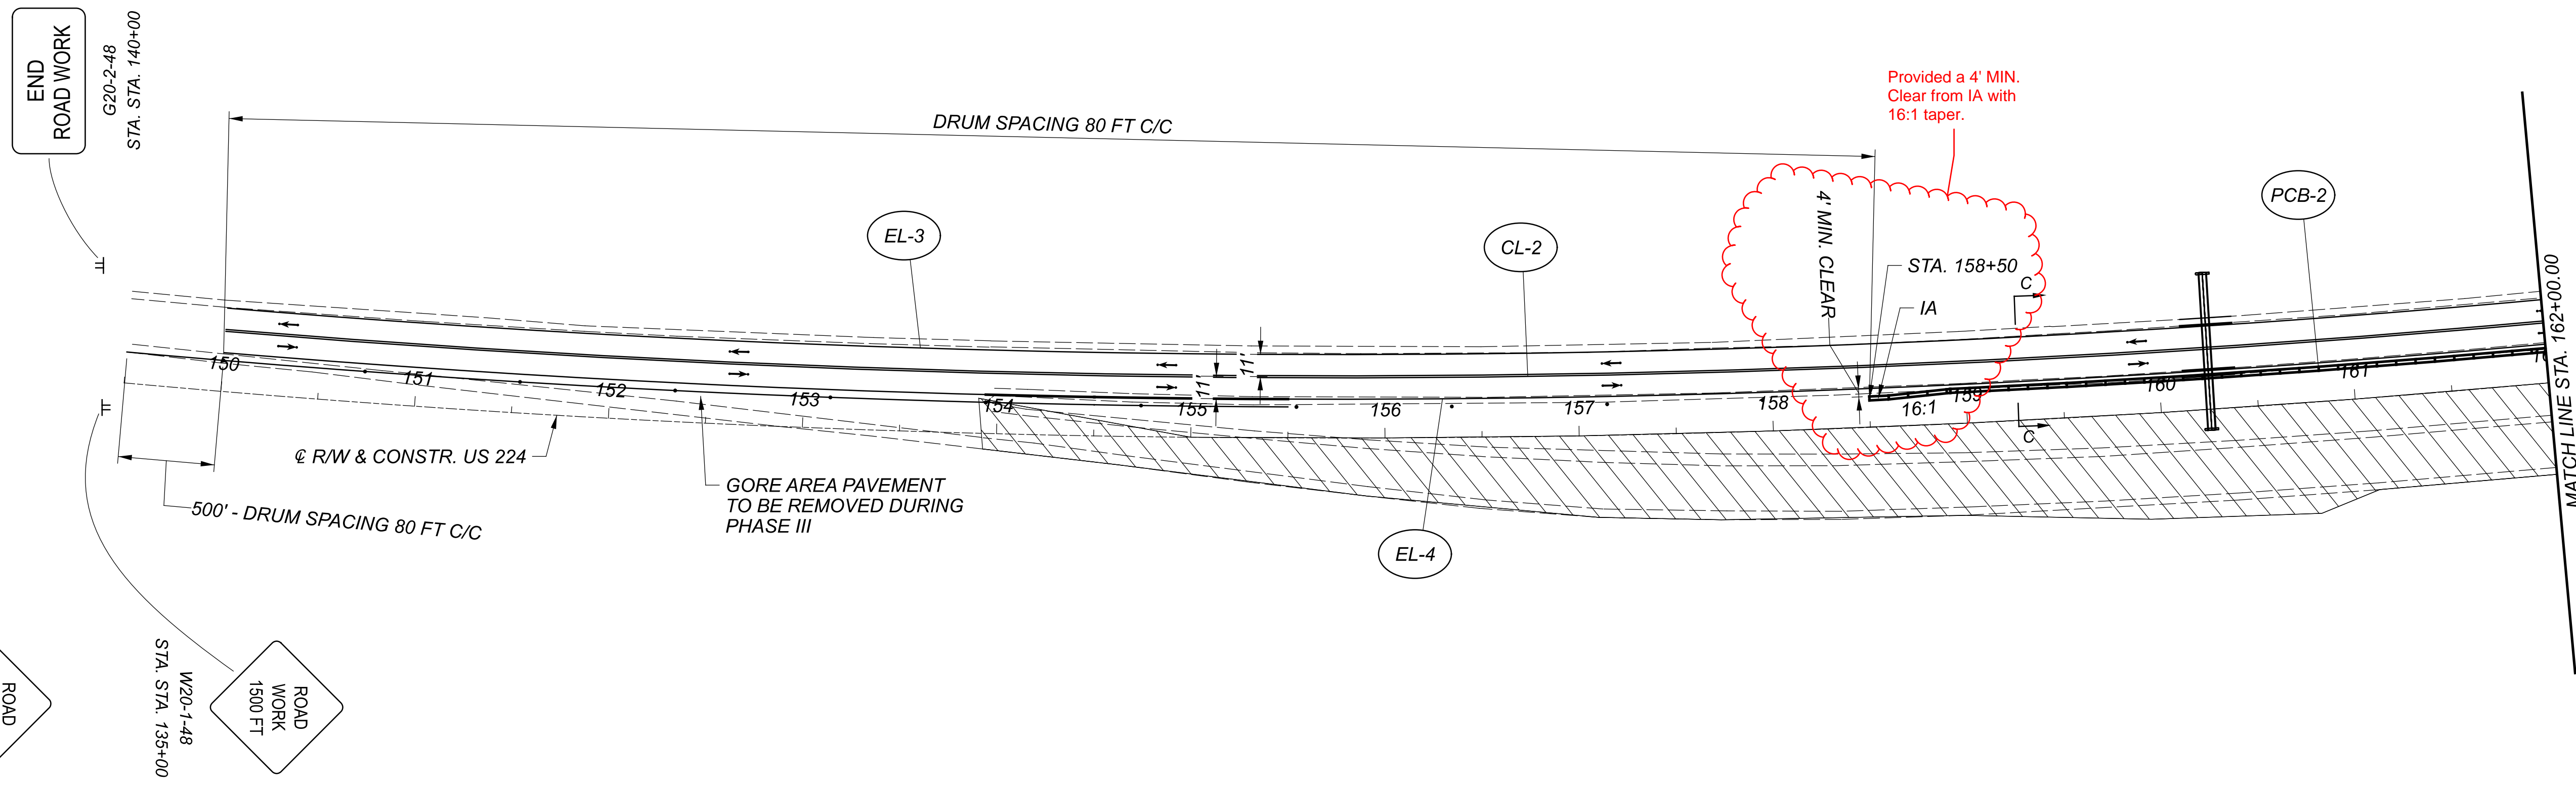 END
ROAD WORK
G20-2-48
STA. STA. 140+00
DRUM SPACING 80 FT C/C
Provided a 4' MIN.
Clear from IA with
16:1 taper.
EL-3
CL-2
PCB-2
4' MIN. CLEAR
STA. 158+50
IA
C
C
11'
11'
150
151
152
153
154
155
156
157
158
16:1
159
160
161
MATCH LINE STA. 162+00.00
℄ R/W & CONSTR. US 224
GORE AREA PAVEMENT
TO BE REMOVED DURING
PHASE III
500' - DRUM SPACING 80 FT C/C
EL-4
ROAD
WORK
1500 FT
W20-1-48
STA. STA. 135+00
ROAD